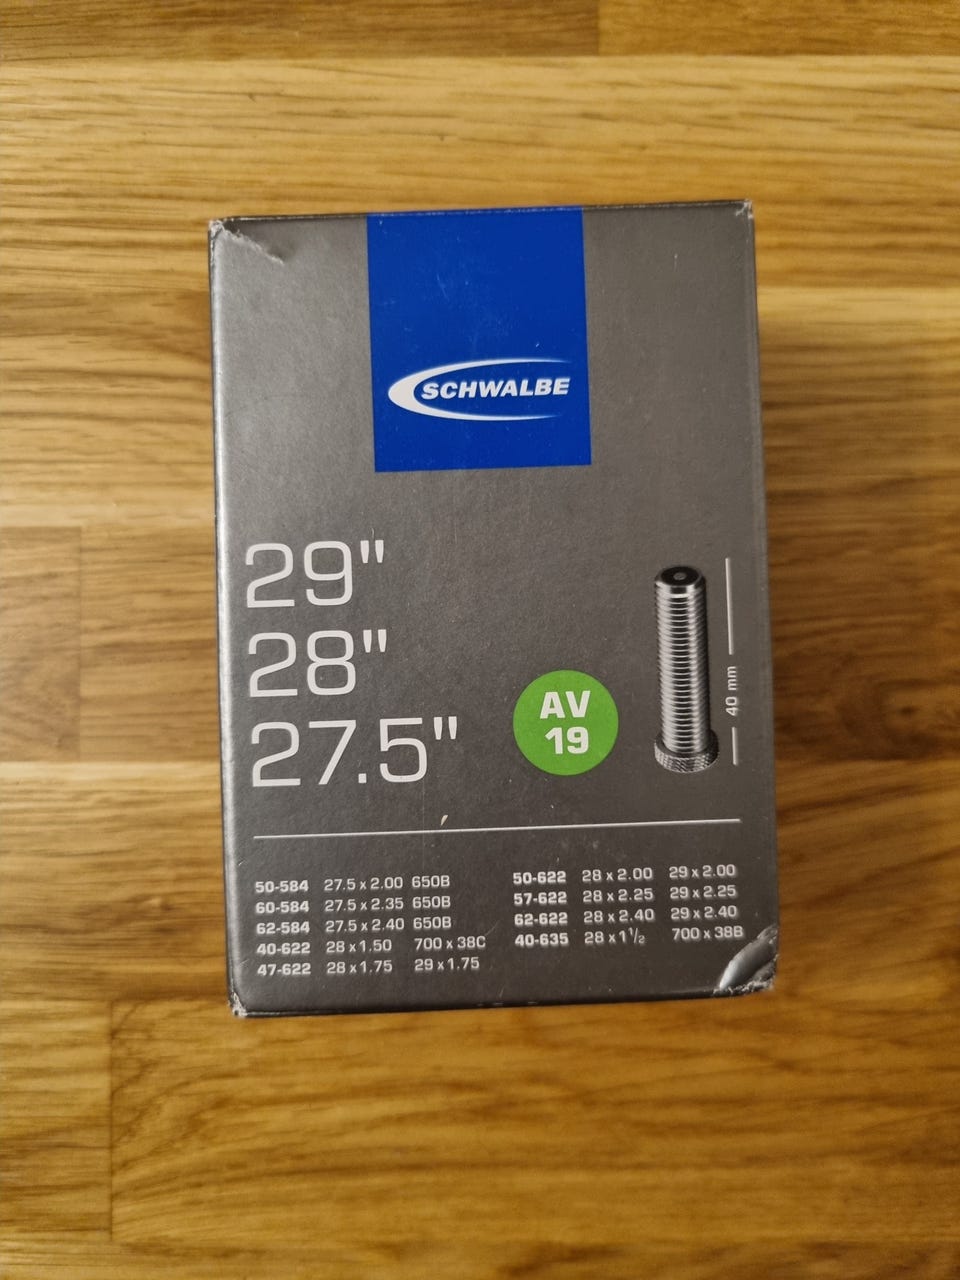 SCHWALBE
29"
28"
27.5"
AV
19
40 mm
50-584 27.5 x 2.00 650B
60-584 27.5 x 2.35 650B
62-584 27.5 x 2.40 650B
40-622 28 x 1.50 700 x 38C
47-622 28 x 1.75 29 x 1.75
50-622 28 x 2.00 29 x 2.00
57-622 28 x 2.25 29 x 2.25
62-622 28 x 2.40 29 x 2.40
40-635 28 x 1½ 700 x 38B